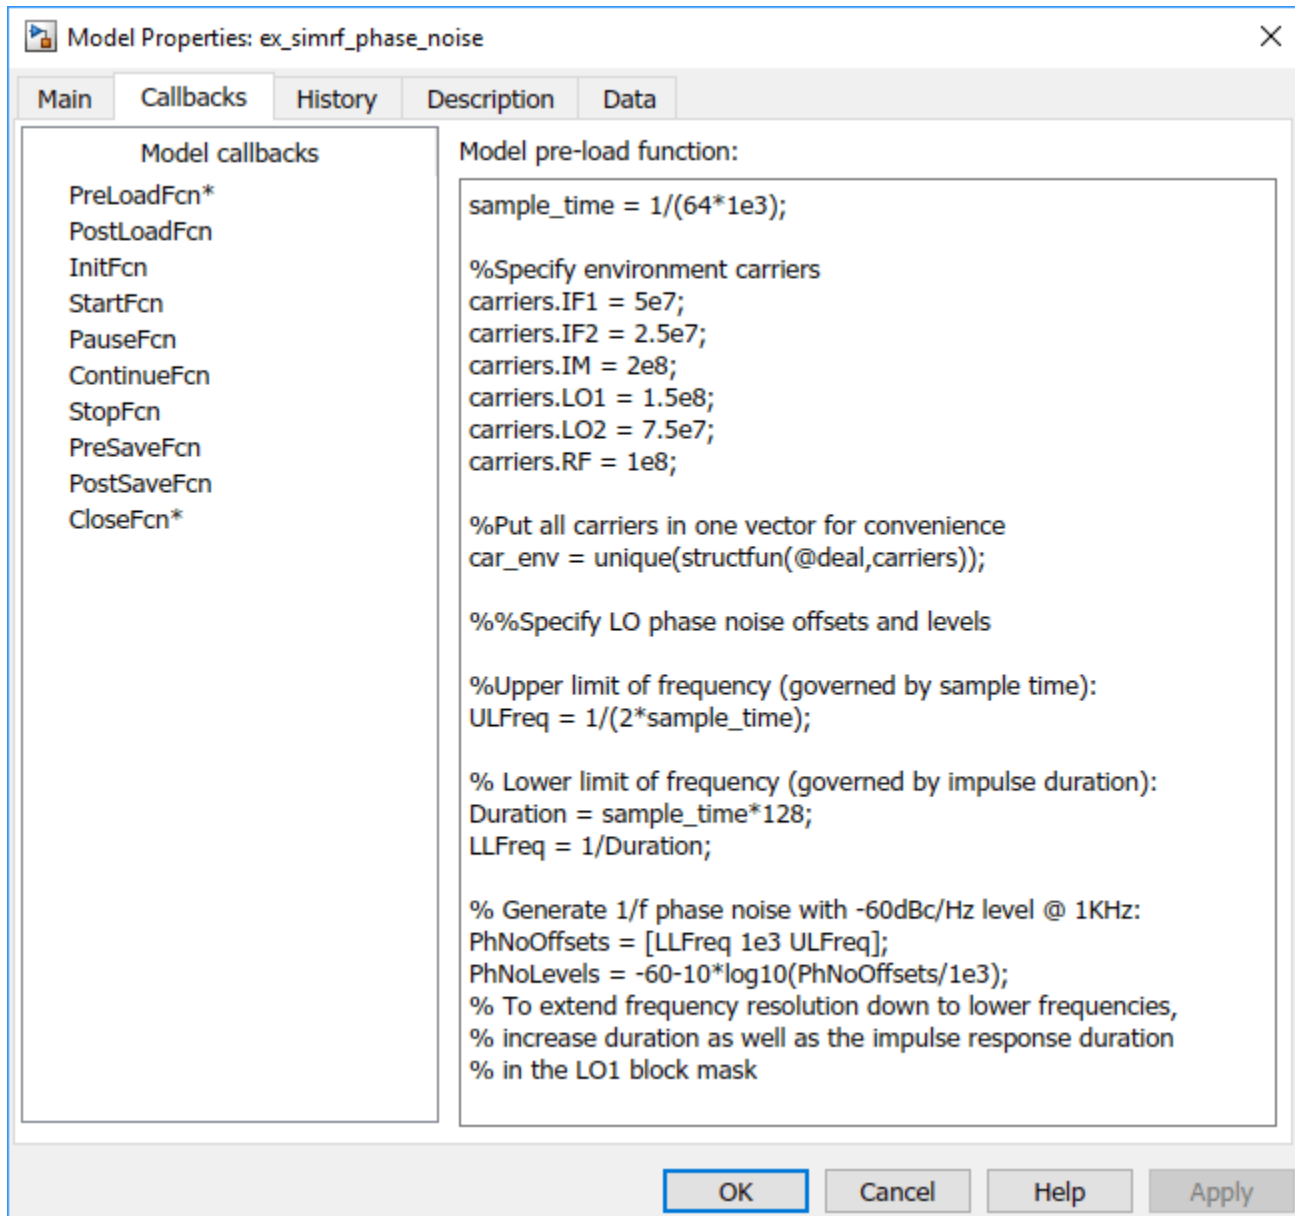 Model Properties: ex_simrf_phase_noise
Main Callbacks History Description Data
Model callbacks
PreLoadFcn*
PostLoadFcn
InitFcn
StartFcn
PauseFcn
ContinueFcn
StopFcn
PreSaveFcn
PostSaveFcn
CloseFcn*
Model pre-load function:
sample_time = 1/(64*1e3);
%Specify environment carriers
carriers.IF1 = 5e7;
carriers.IF2 = 2.5e7;
carriers.IM = 2e8;
carriers.LO1 = 1.5e8;
carriers.LO2 = 7.5e7;
carriers.RF = 1e8;
%Put all carriers in one vector for convenience
car_env = unique(structfun(@deal,carriers));
%%Specify LO phase noise offsets and levels
%Upper limit of frequency (governed by sample time):
ULFreq = 1/(2*sample_time);
% Lower limit of frequency (governed by impulse duration):
Duration = sample_time*128;
LLFreq = 1/Duration;
% Generate 1/f phase noise with -60dBc/Hz level @ 1KHz:
PhNoOffsets = [LLFreq 1e3 ULFreq];
PhNoLevels = -60-10*log10(PhNoOffsets/1e3);
% To extend frequency resolution down to lower frequencies,
% increase duration as well as the impulse response duration
% in the LO1 block mask
OK Cancel Help Apply